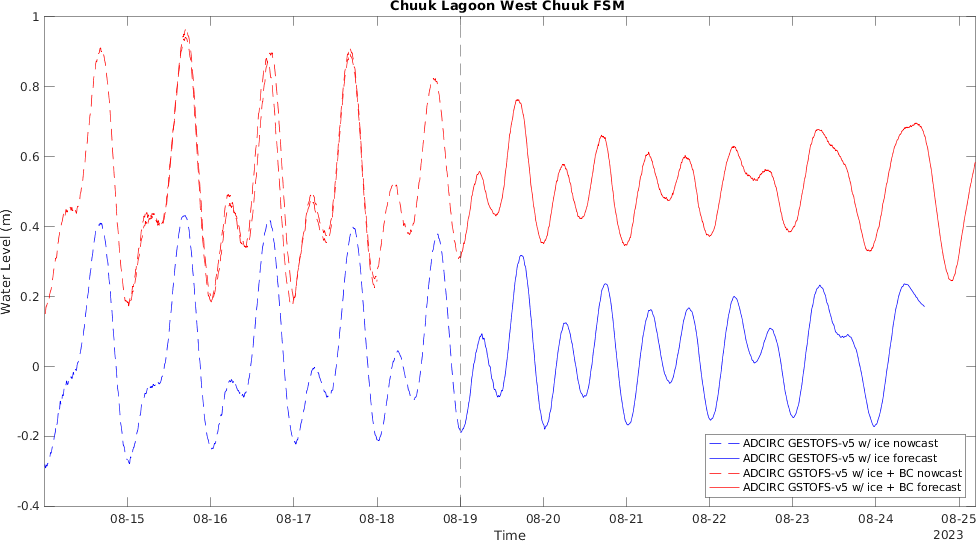 Chuuk Lagoon West Chuuk FSM
1
0.8
0.6
0.4
0.2
0
-0.2
-0.4
Water Level (m)
ADCIRC GESTOFS-v5 w/ ice nowcast
ADCIRC GESTOFS-v5 w/ ice forecast
ADCIRC GSTOFS-v5 w/ ice + BC nowcast
ADCIRC GSTOFS-v5 w/ ice + BC forecast
08-15 08-16 08-17 08-18 08-19 08-20 08-21 08-22 08-23 08-24 08-25
Time
2023